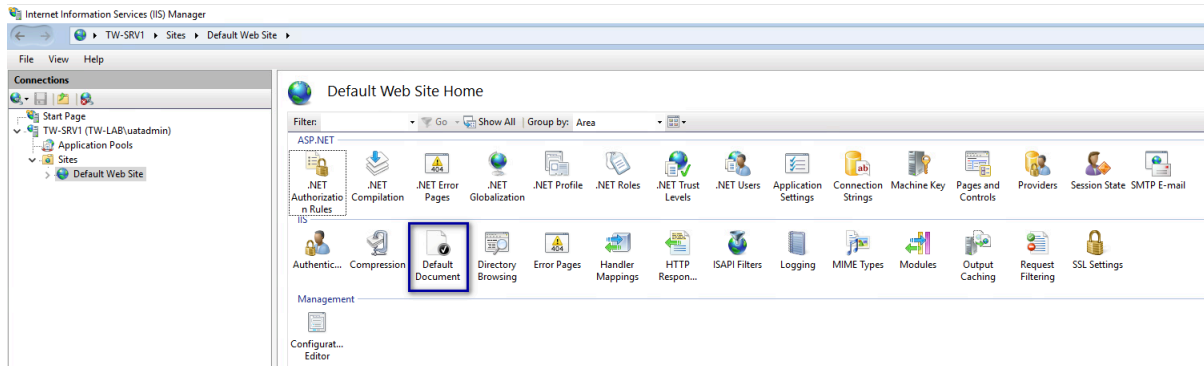 Internet Information Services (IIS) Manager
TW-SRV1 Sites Default Web Site
File View Help
Connections
Start Page
TW-SRV1 (TW-LAB\uatadmin)
Application Pools
Sites
Default Web Site
Default Web Site Home
Filter: Go Show All Group by: Area
ASP.NET
.NET Authorizatio n Rules
.NET Compilation
.NET Error Pages
.NET Globalization
.NET Profile
.NET Roles
.NET Trust Levels
.NET Users
Application Settings
Connection Strings
Machine Key
Pages and Controls
Providers
Session State
SMTP E-mail
IIS
Authentic...
Compression
Default Document
Directory Browsing
Error Pages
Handler Mappings
HTTP Respon...
ISAPI Filters
Logging
MIME Types
Modules
Output Caching
Request Filtering
SSL Settings
Management
Configurat... Editor